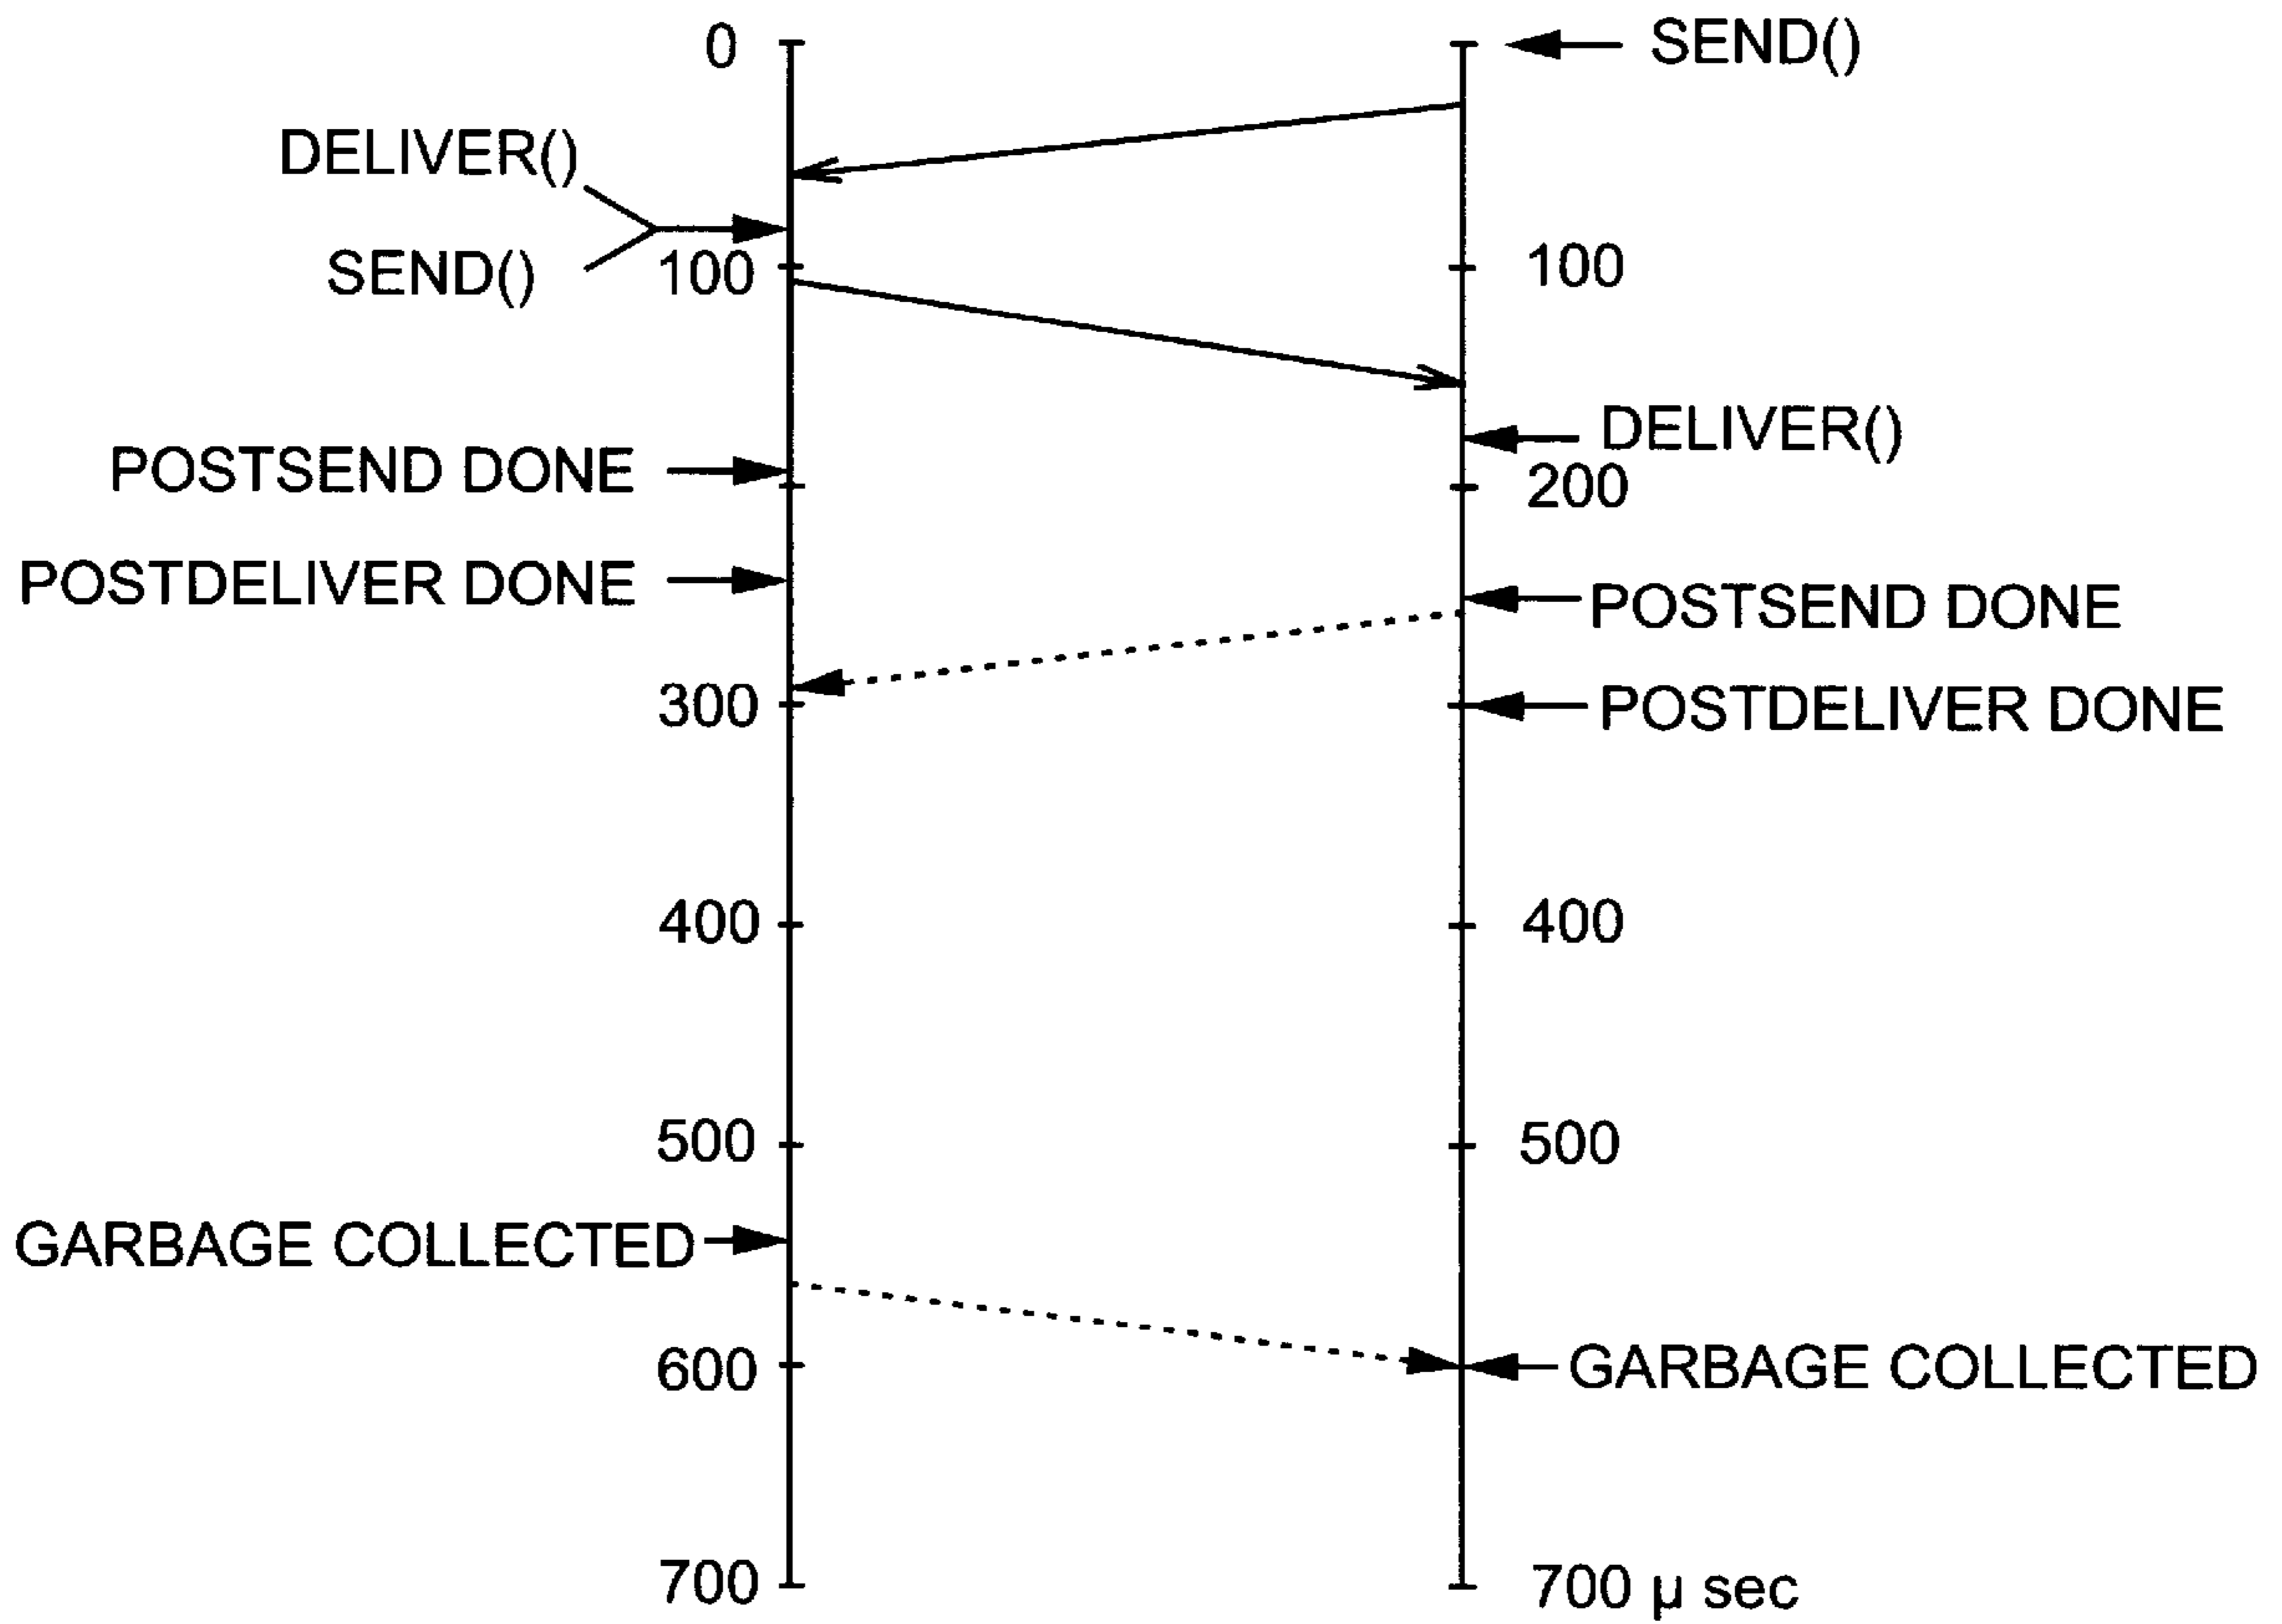 0
SEND()
DELIVER()
SEND()
100
100
DELIVER()
POSTSEND DONE
200
POSTDELIVER DONE
POSTSEND DONE
300
POSTDELIVER DONE
400
400
500
500
GARBAGE COLLECTED
600
GARBAGE COLLECTED
700
700 µ sec